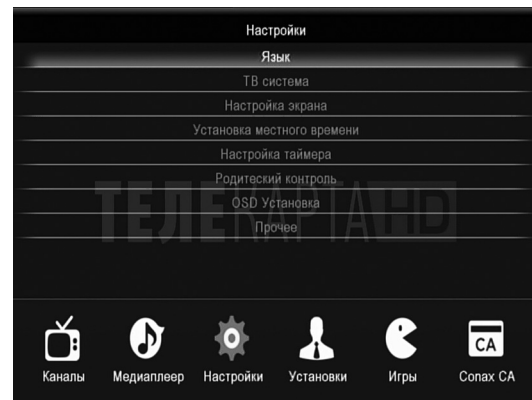 Настройки
Язык
ТВ система
Настройка экрана
Установка местного времени
Настройка таймера
Родитеский контроль
OSD Установка
Прочее
ТЕЛЕКАРТА HD
Каналы
Медиаплеер
Настройки
Установки
Игры
Conax CA
CA